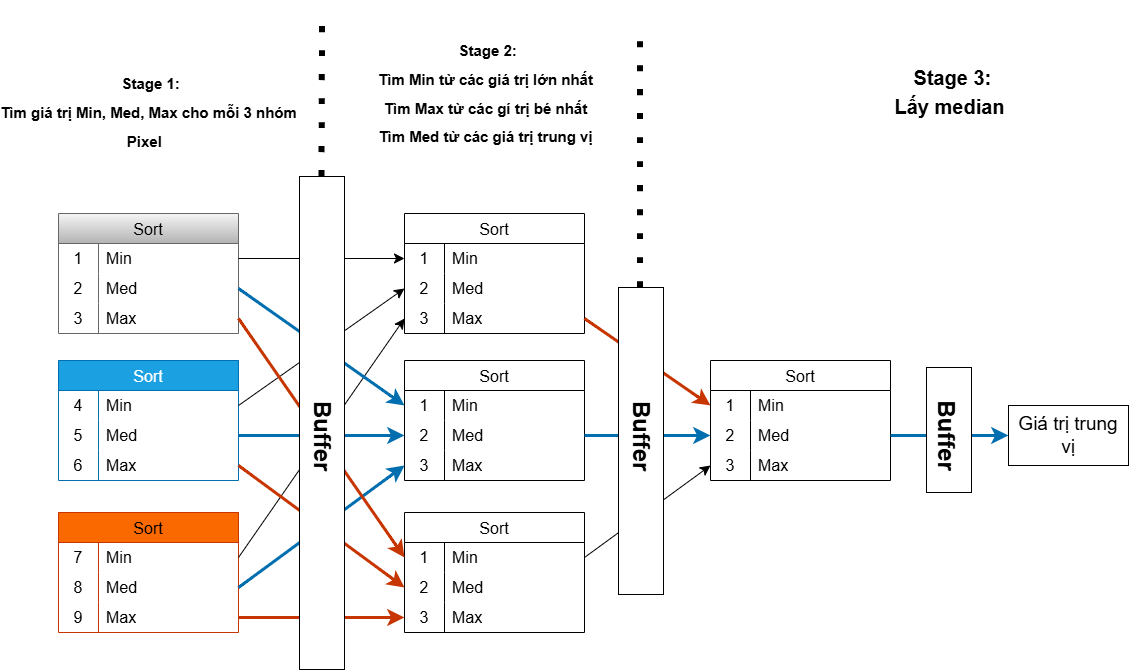 Stage 1:
Tìm giá trị Min, Med, Max cho mỗi 3 nhóm
Pixel
Stage 2:
Tìm Min từ các giá trị lớn nhất
Tìm Max từ các gí trị bé nhất
Tìm Med từ các giá trị trung vị
Stage 3:
Lấy median
Sort
1 Min
2 Med
3 Max
Sort
4 Min
5 Med
6 Max
Sort
7 Min
8 Med
9 Max
Buffer
Sort
1 Min
2 Med
3 Max
Sort
1 Min
2 Med
3 Max
Sort
1 Min
2 Med
3 Max
Buffer
Sort
1 Min
2 Med
3 Max
Buffer
Giá trị trung
vị